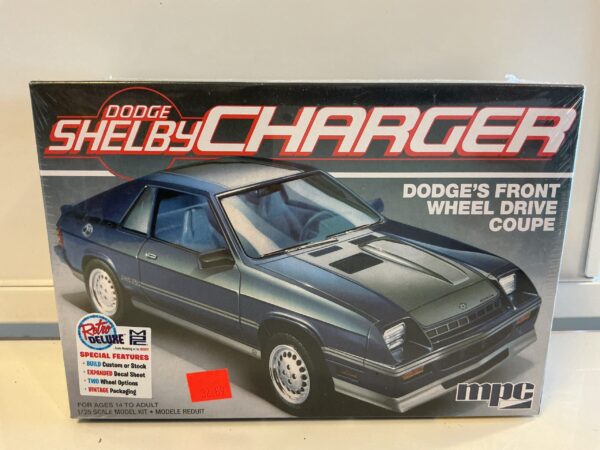 DODGE
SHELBY CHARGER
DODGE'S FRONT
WHEEL DRIVE
COUPE
Retro
DELUXE
MPC
SPECIAL FEATURES
• BUILD Custom or Stock
• EXPANDED Decal Sheet
• TWO Wheel Options
• VINTAGE Packaging
mpc
FOR AGES 14 TO ADULT
1/25 SCALE MODEL KIT • MODELE REDUIT